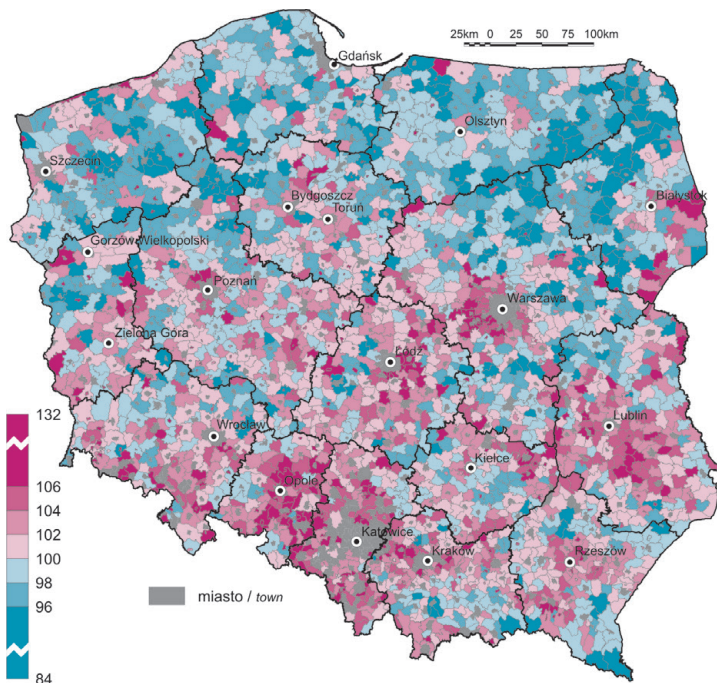 25km 0 25 50 75 100km
Gdańsk
Olsztyn
Szczecin
Bydgoszcz
Toruń
Białystok
Gorzów Wielkopolski
Poznań
Warszawa
Zielona Góra
Łódź
132
Lublin
Wrocław
Kielce
106
Opole
104
102
Katowice
Kraków
Rzeszów
100
98
miasto / town
96
84